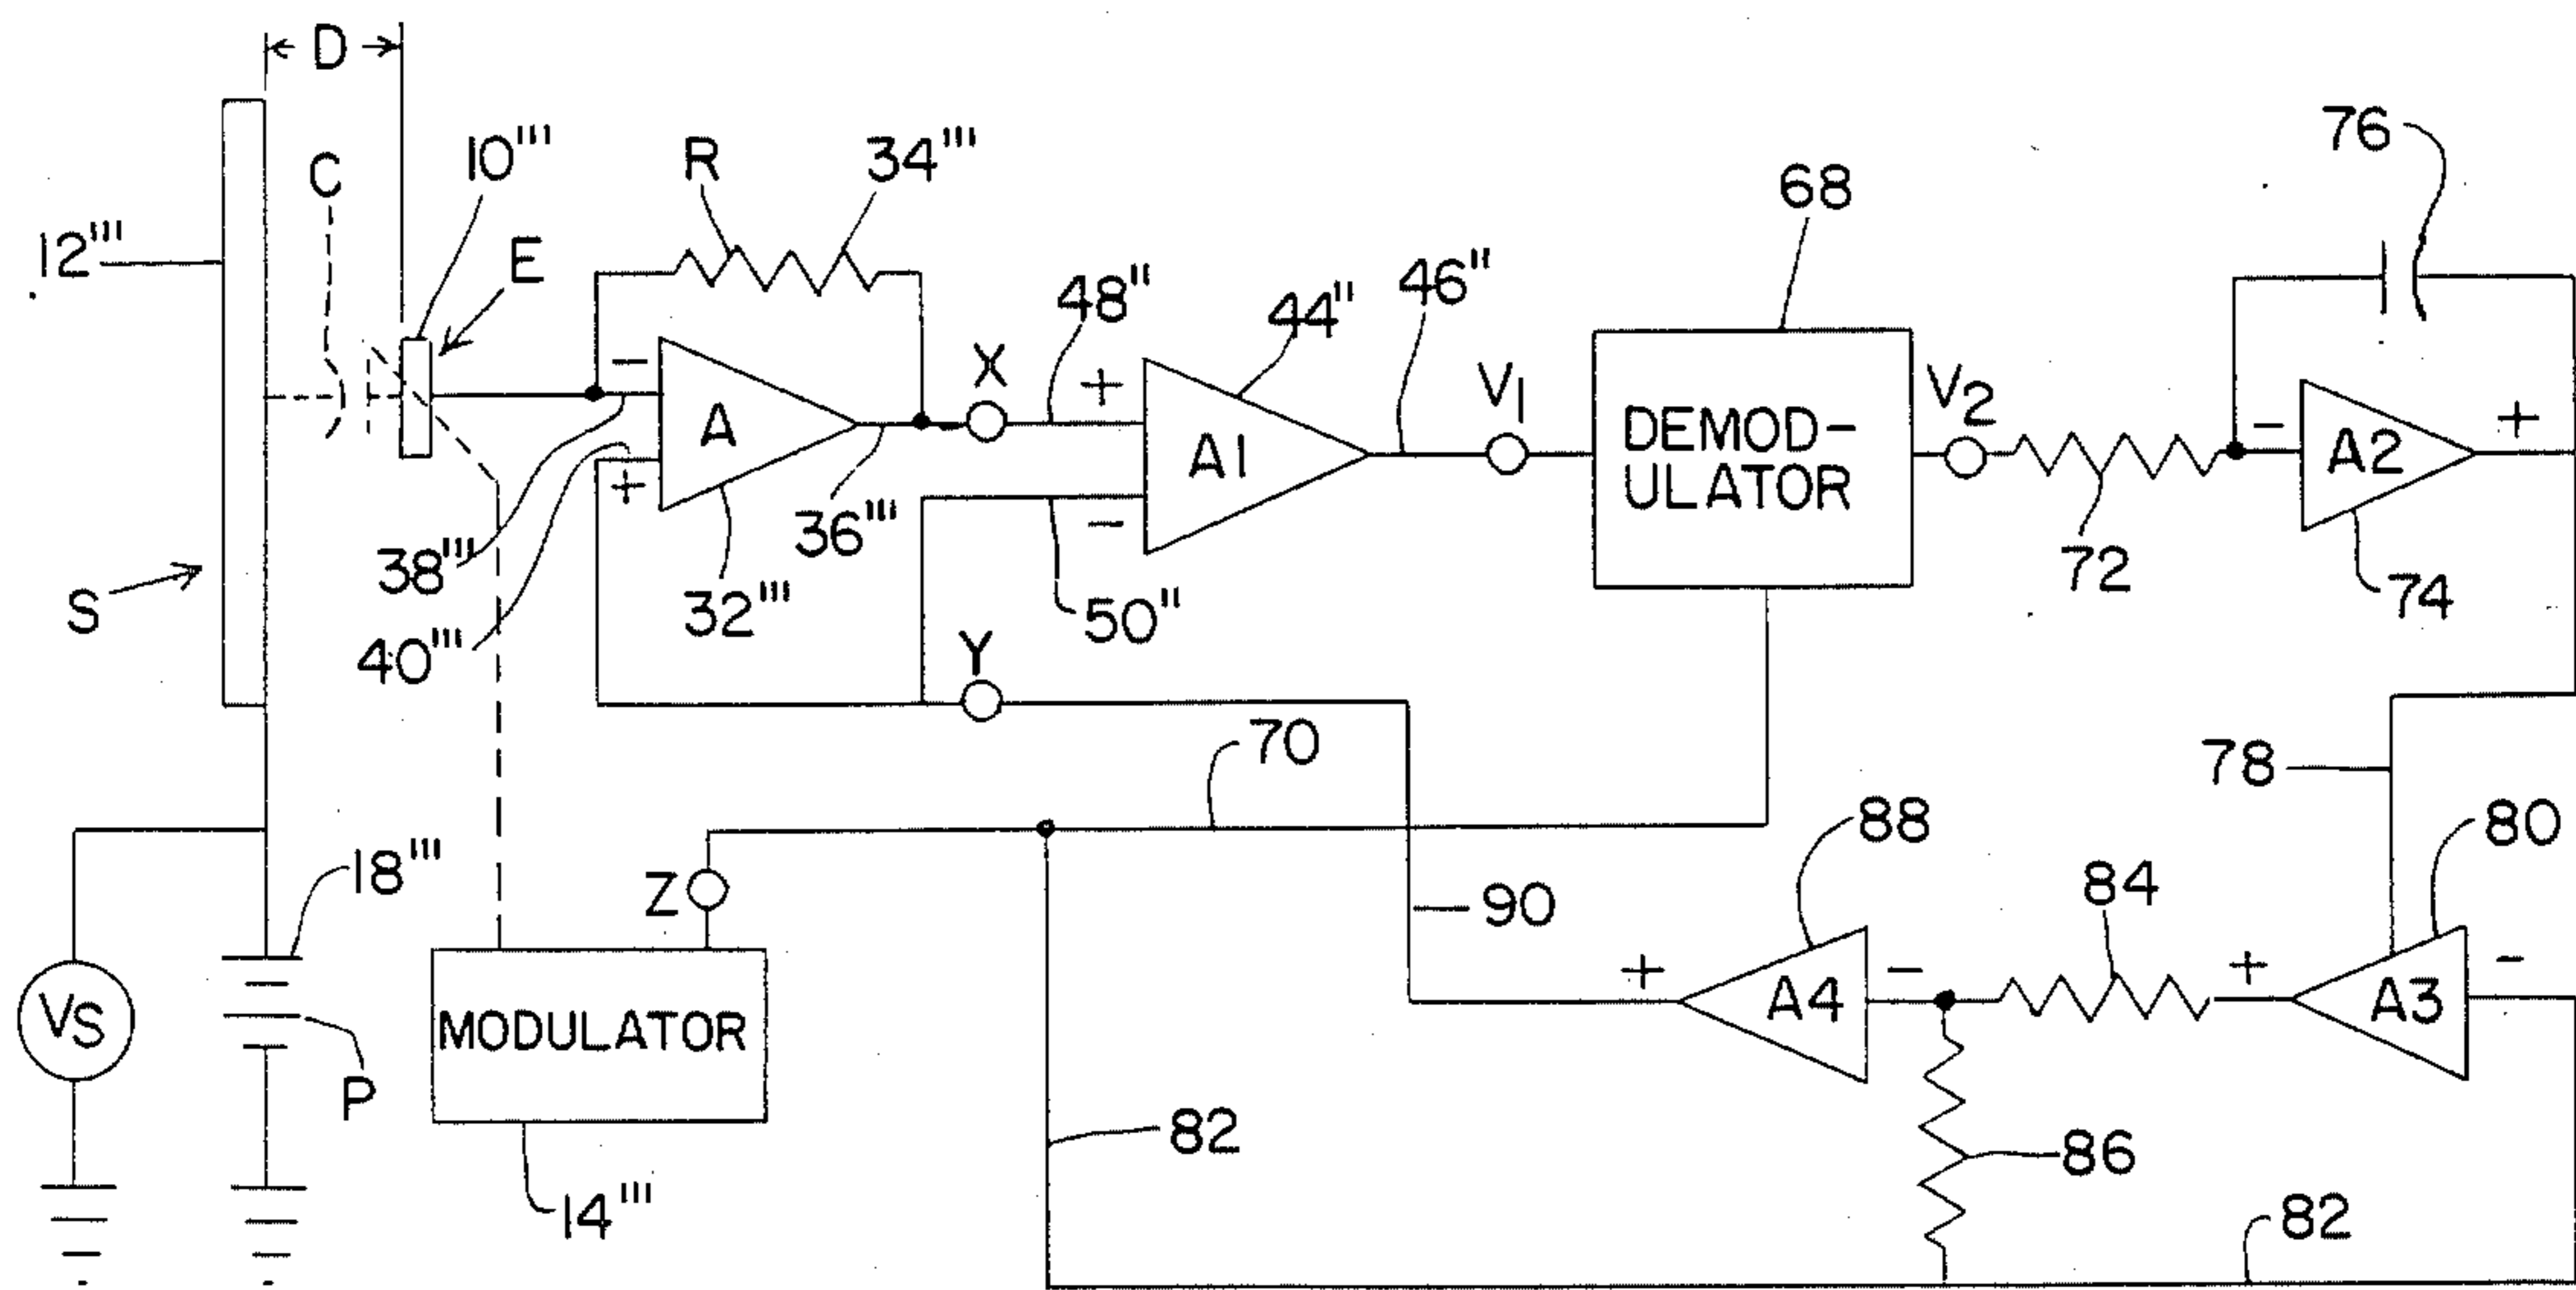 D
10'''
C
R
34'''
76
68
12'''
E
48"
44"
46"
X
V1
V2
-
A
+
+
A1
-
DEMOD-
ULATOR
-
A2
+
36'''
72
74
38'''
32'''
50"
S
40'''
Y
70
78
88
80
18'''
Z
90
84
+
A4
-
+
A3
-
VS
MODULATOR
P
82
86
14'''
82